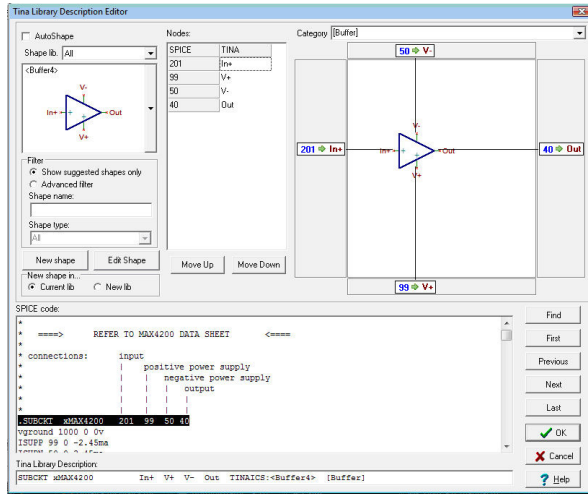 Tina Library Description Editor
AutoShape
Shape lib. All
<Buffer4>
V-
In+
Out
V+
Filter
Show suggested shapes only
Advanced filter
Shape name:
Shape type:
All
New shape Edit Shape
New shape in...
Current lib New lib
Nodes:
SPICE TINA
201 In+
99 V+
50 V-
40 Out
Move Up Move Down
Category [Buffer]
50 V-
V-
201 In+
In+
Out
40 Out
V+
99 V+
SPICE code:
*
* ====> REFER TO MAX4200 DATA SHEET <====
*
* connections: input
* | positive power supply
* | | negative power supply
* | | | output
* | | | |
* | | | |
.SUBCKT xMAX4200 201 99 50 40
vground 1000 0 0v
ISUPP 99 0 -2.45ma
Find
First
Previous
Next
Last
OK
Cancel
Help
Tina Library Description:
SUBCKT xMAX4200 In+ V+ V- Out TINAICS:<Buffer4> [Buffer]